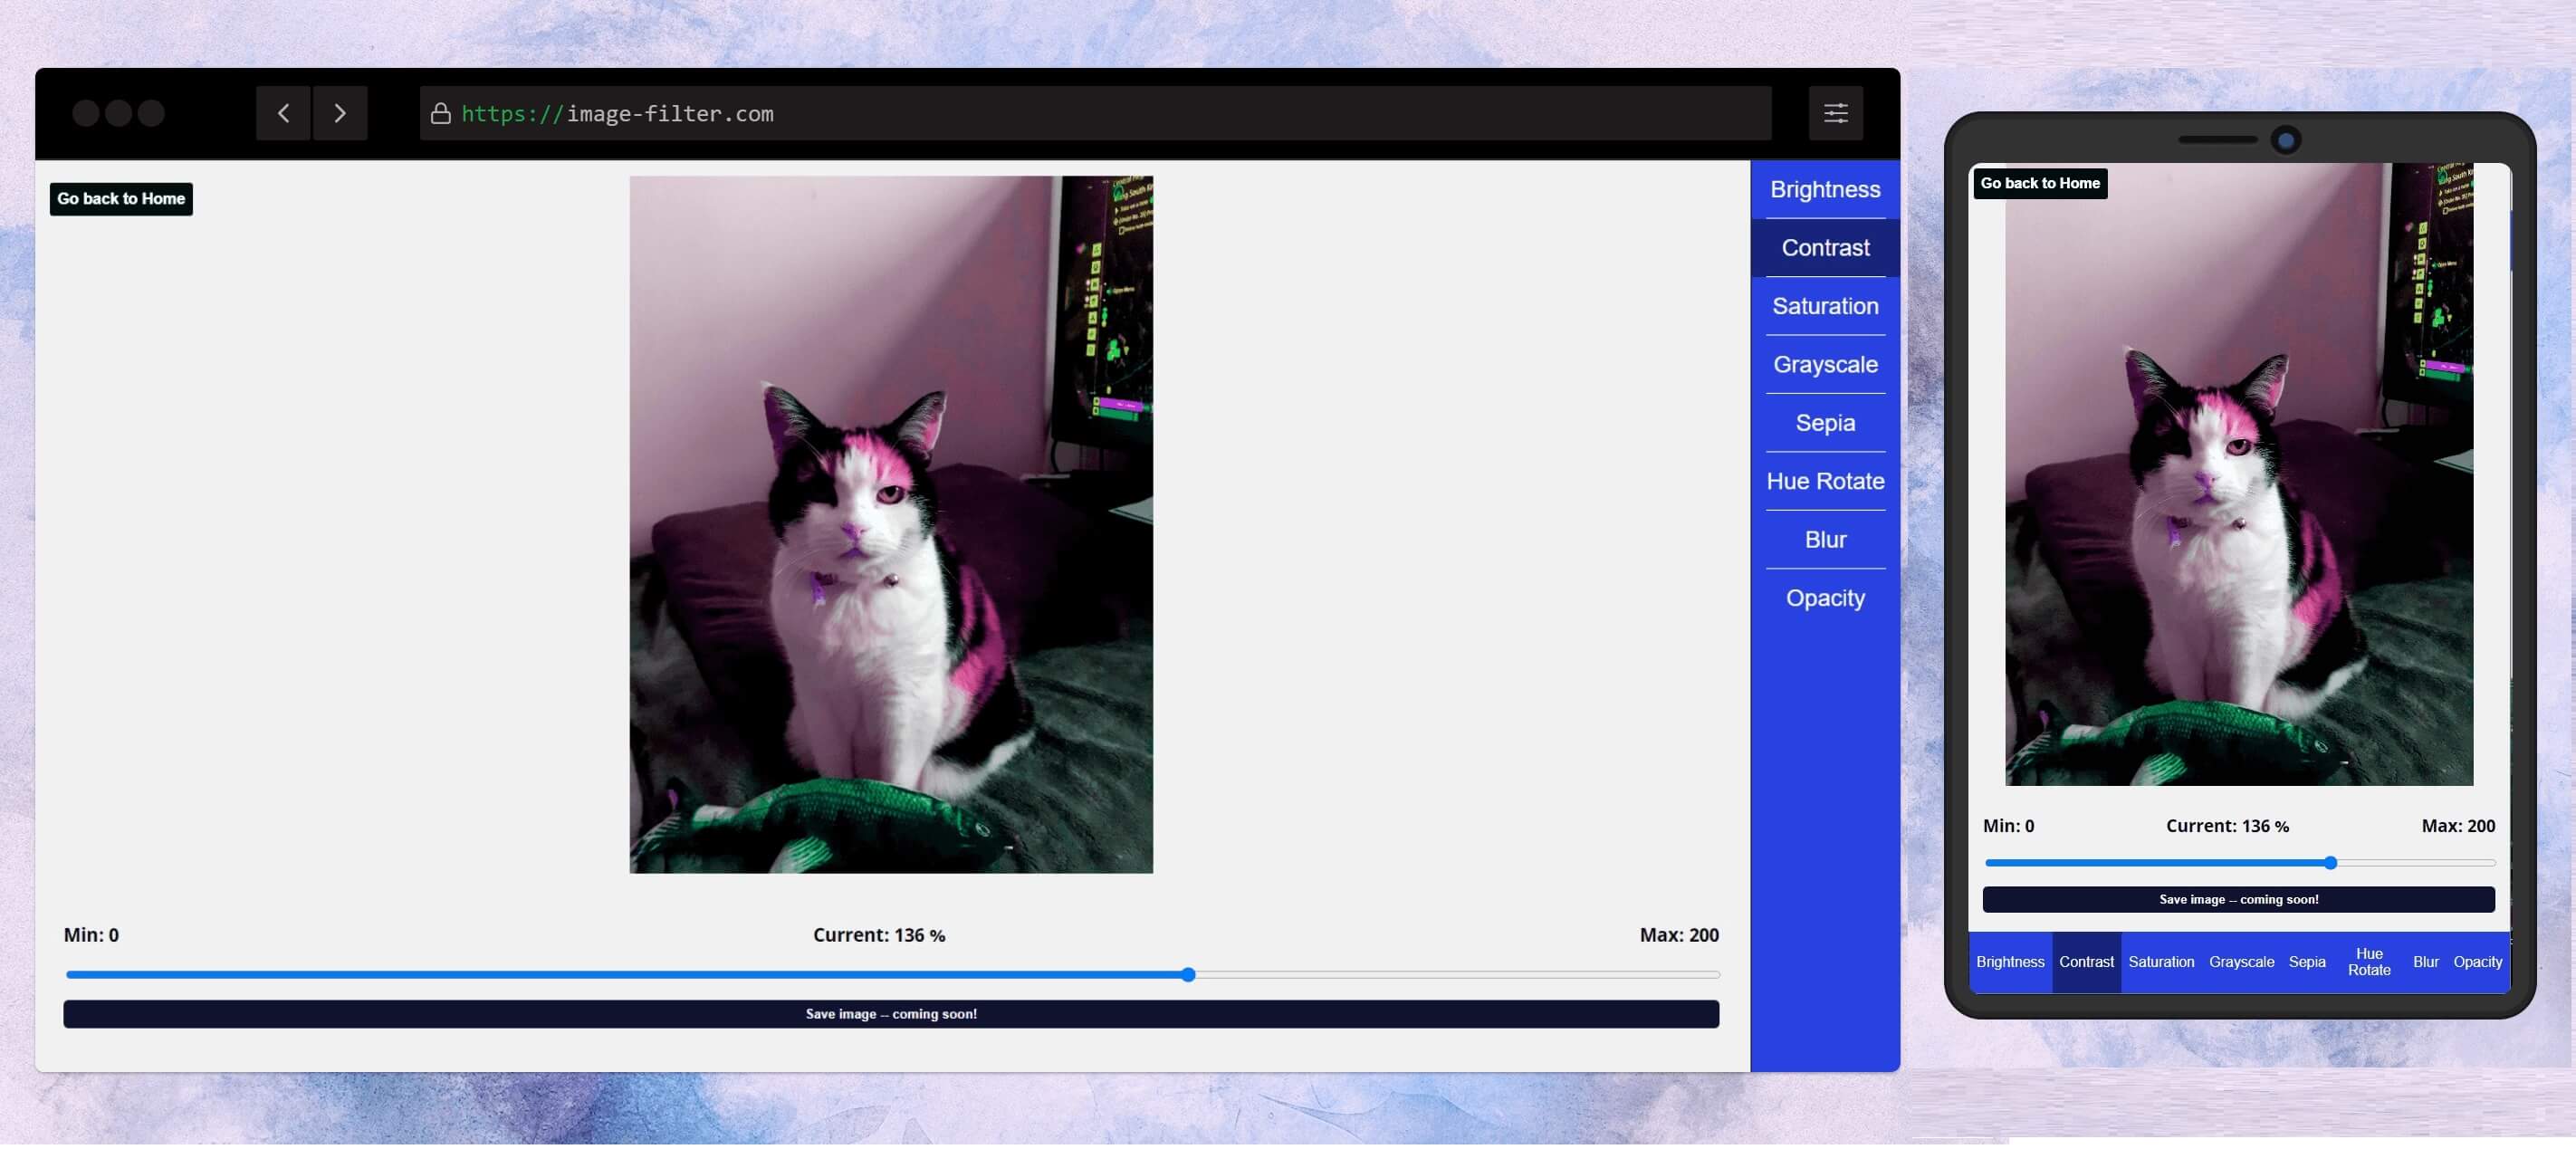 https://image-filter.com
Go back to Home
Brightness
Contrast
Saturation
Grayscale
Sepia
Hue Rotate
Blur
Opacity
Min: 0
Current: 136 %
Max: 200
Save image -- coming soon!
Go back to Home
Min: 0
Current: 136 %
Max: 200
Save image -- coming soon!
Brightness
Contrast
Saturation
Grayscale
Sepia
Hue
Rotate
Blur
Opacity